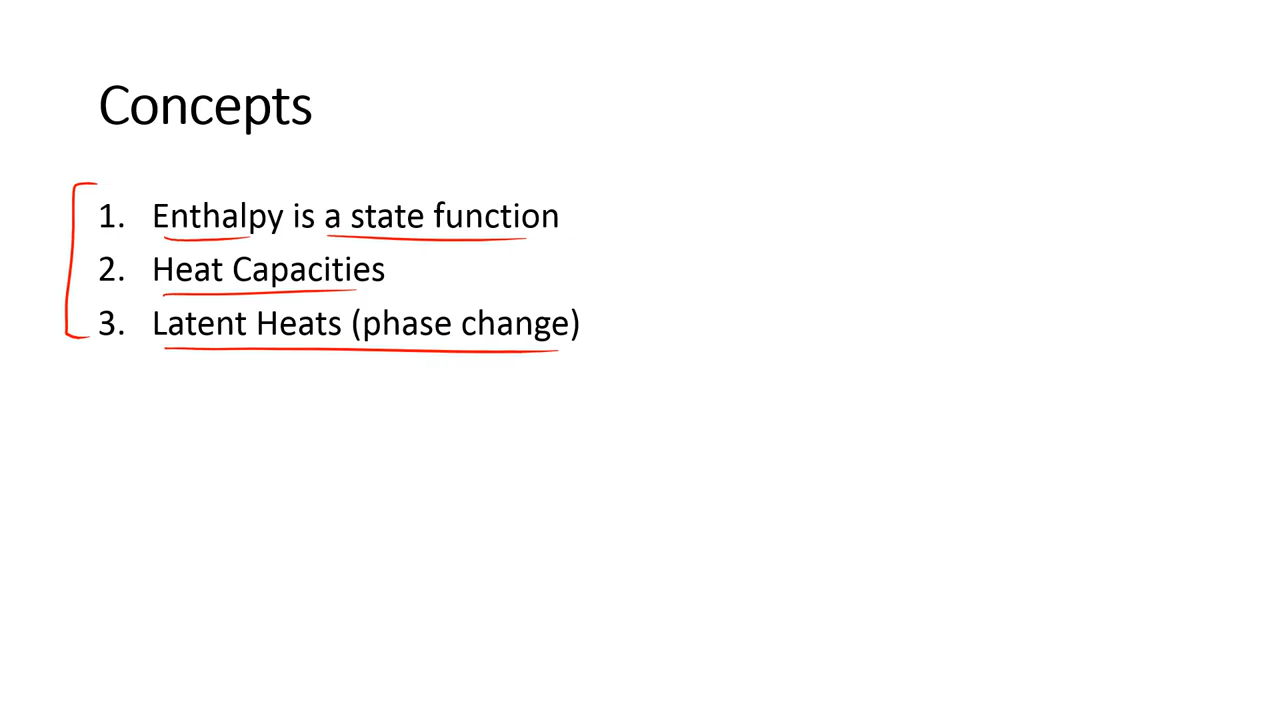 Concepts
1. Enthalpy is a state function
2. Heat Capacities
3. Latent Heats (phase change)